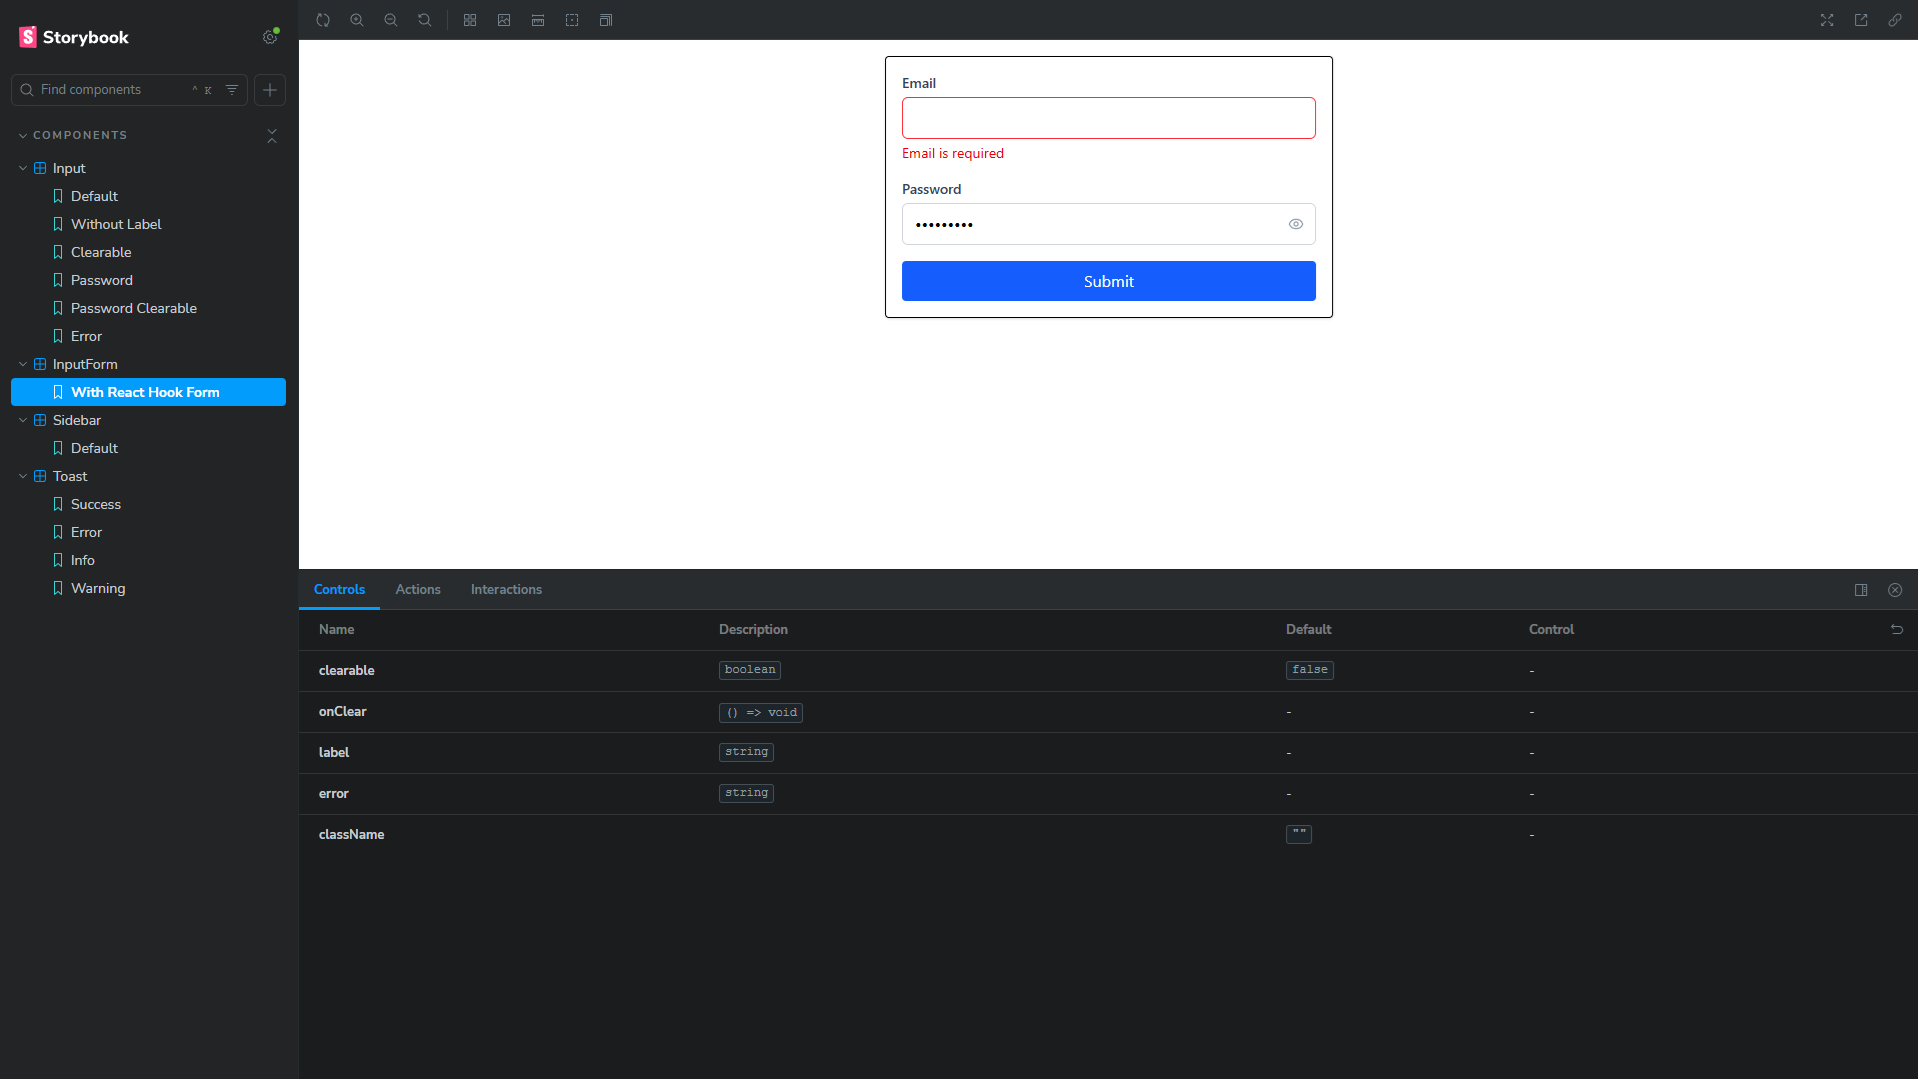 Storybook
Find components
^ K
COMPONENTS
Input
Default
Without Label
Clearable
Password
Password Clearable
Error
InputForm
With React Hook Form
Sidebar
Default
Toast
Success
Error
Info
Warning
Email
Email is required
Password
•••••••••
Submit
Controls Actions Interactions
Name Description Default Control
clearable boolean false -
onClear () => void - -
label string - -
error string - -
className "" -